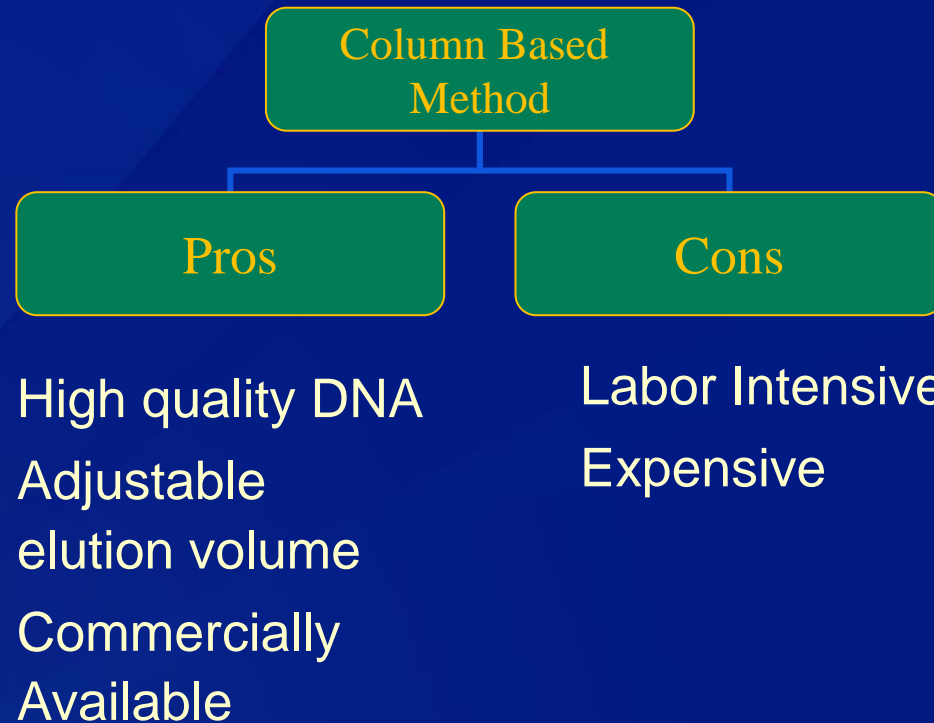 Column Based
Method
Pros
Cons
High quality DNA
Adjustable
elution volume
Commercially
Available
Labor Intensive
Expensive